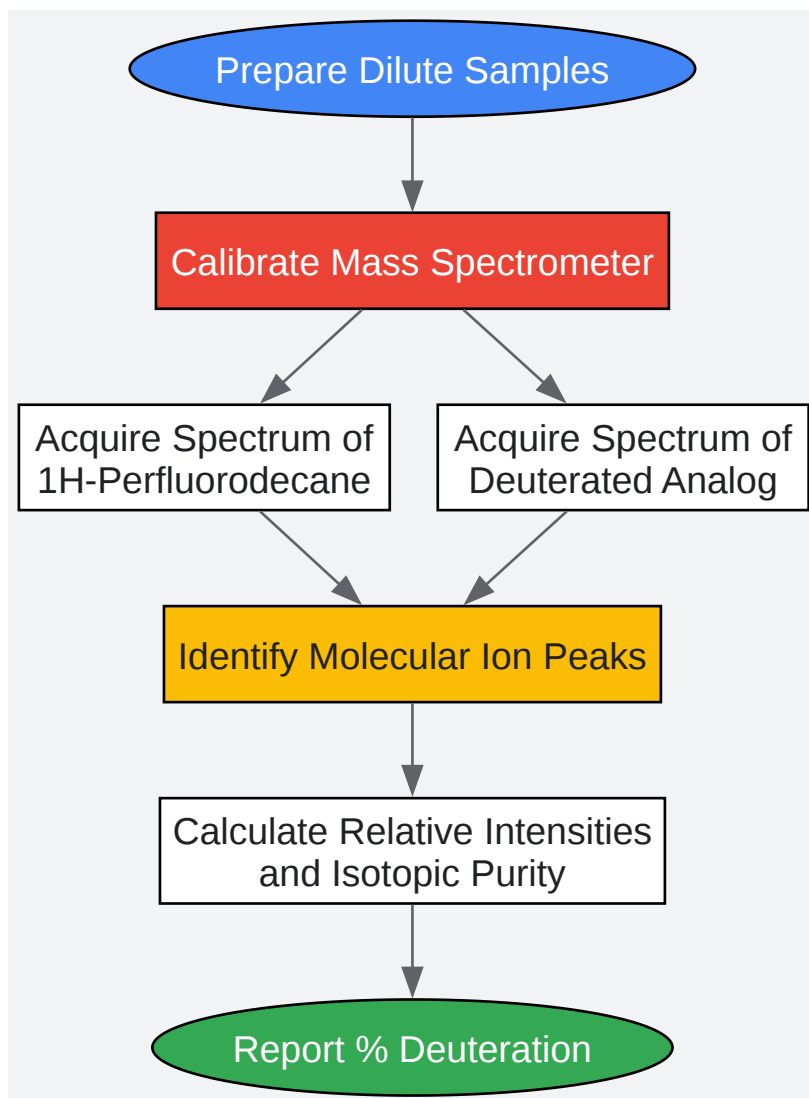 Prepare Dilute Samples
Calibrate Mass Spectrometer
Acquire Spectrum of
1H-Perfluorodecane
Acquire Spectrum of
Deuterated Analog
Identify Molecular Ion Peaks
Calculate Relative Intensities
and Isotopic Purity
Report % Deuteration